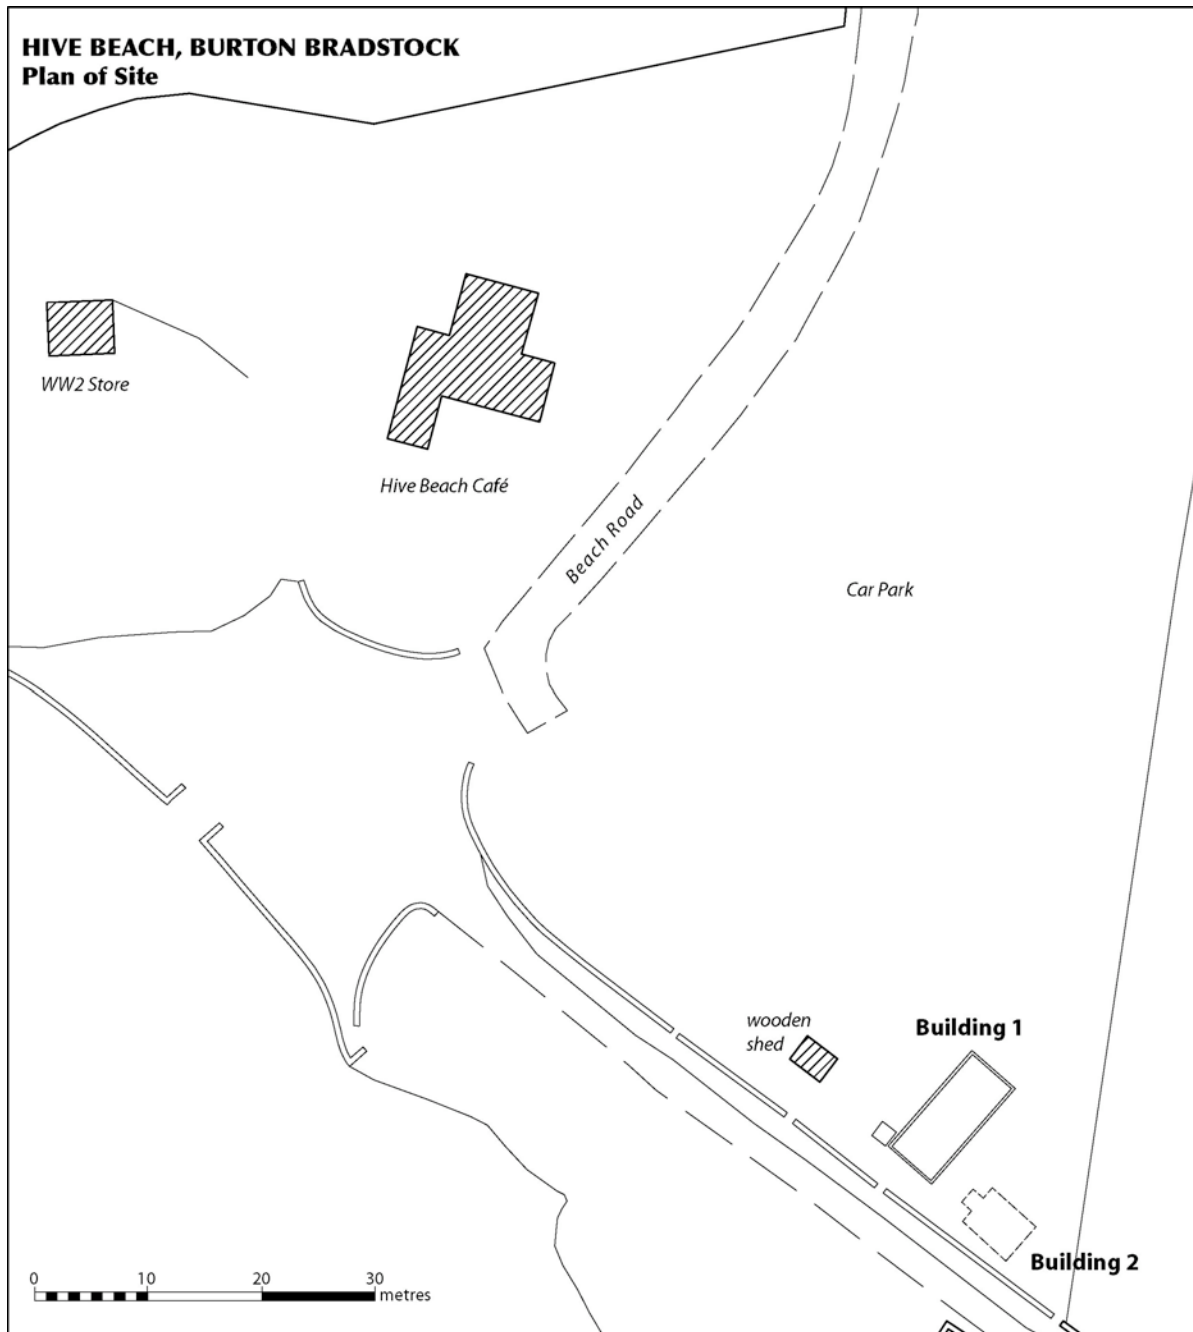 HIVE BEACH, BURTON BRADSTOCK
Plan of Site
WW2 Store
Hive Beach Café
Beach Road
Car Park
wooden
shed
Building 1
Building 2
0 10 20 30
metres